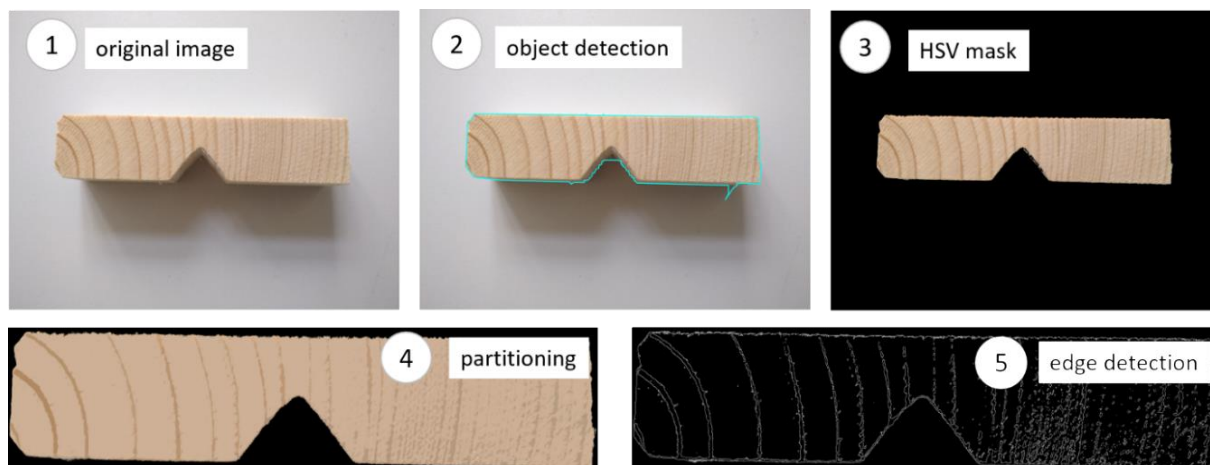 1 original image
2 object detection
3 HSV mask
4 partitioning
5 edge detection